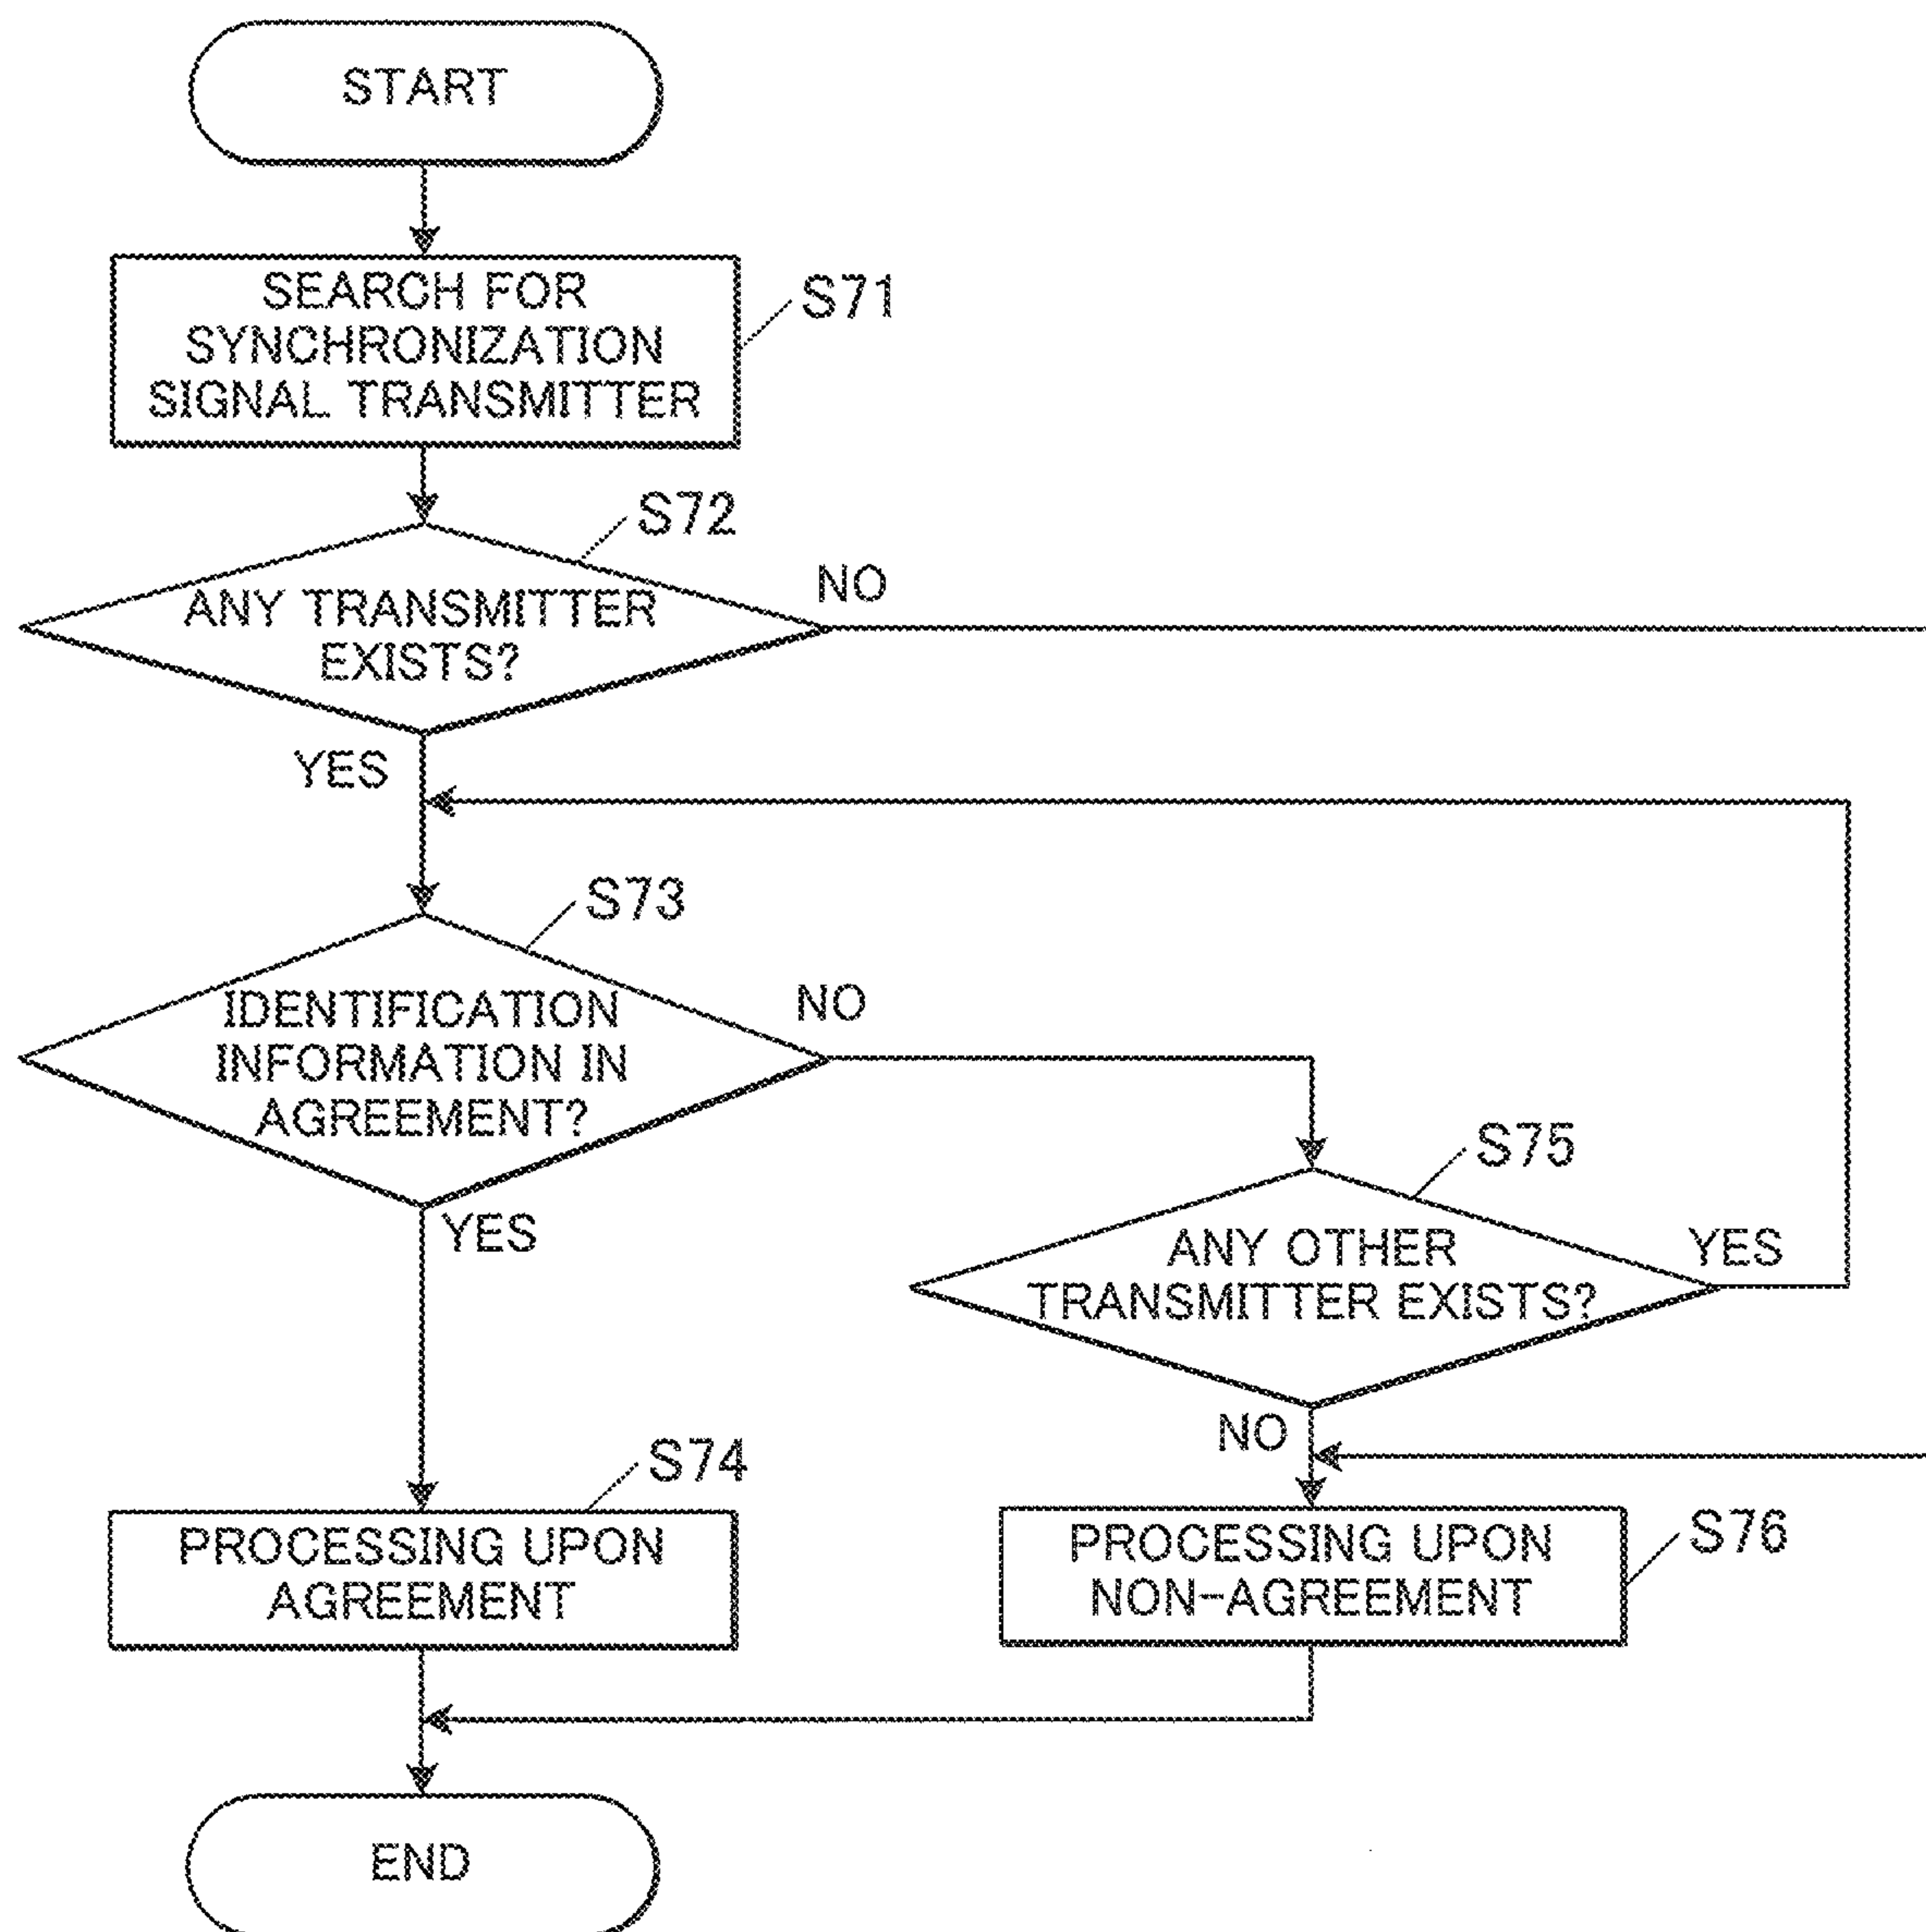 START
SEARCH FOR
SYNCHRONIZATION
SIGNAL TRANSMITTER
S71
S72
ANY TRANSMITTER
EXISTS?
NO
YES
S73
IDENTIFICATION
INFORMATION IN
AGREEMENT?
NO
YES
S75
ANY OTHER
TRANSMITTER EXISTS?
YES
NO
S74
PROCESSING UPON
AGREEMENT
PROCESSING UPON
NON-AGREEMENT
S76
END